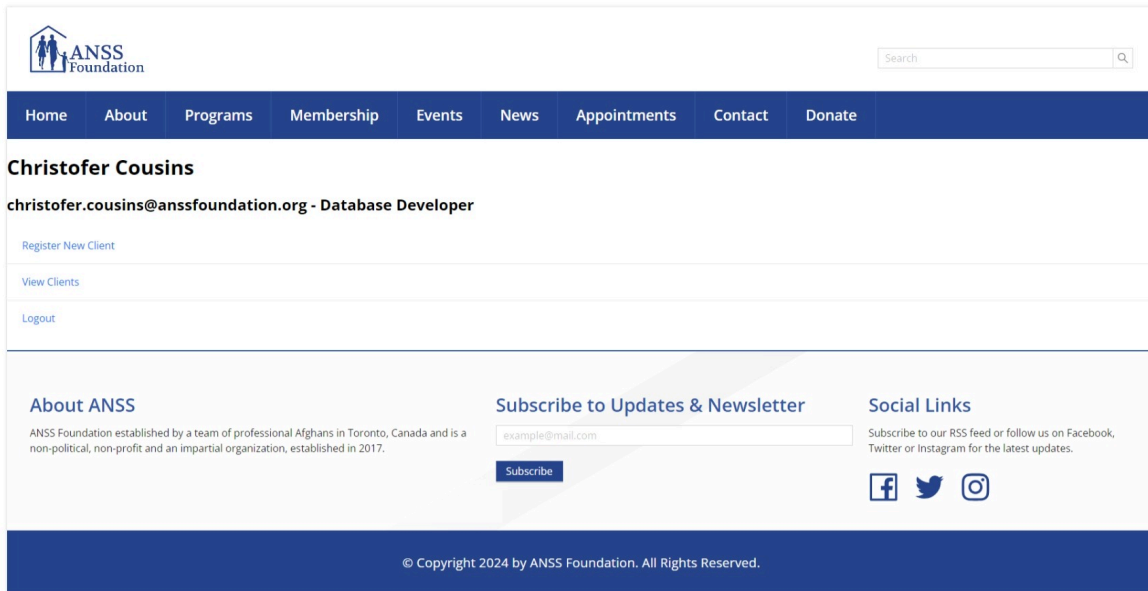 ANSS
Foundation
Search
Home About Programs Membership Events News Appointments Contact Donate
Christofer Cousins
christofer.cousins@anssfoundation.org - Database Developer
Register New Client
View Clients
Logout
About ANSS
ANSS Foundation established by a team of professional Afghans in Toronto, Canada and is a
non-political, non-profit and an impartial organization, established in 2017.
Subscribe to Updates & Newsletter
example@mail.com
Subscribe
Social Links
Subscribe to our RSS feed or follow us on Facebook,
Twitter or Instagram for the latest updates.
© Copyright 2024 by ANSS Foundation. All Rights Reserved.